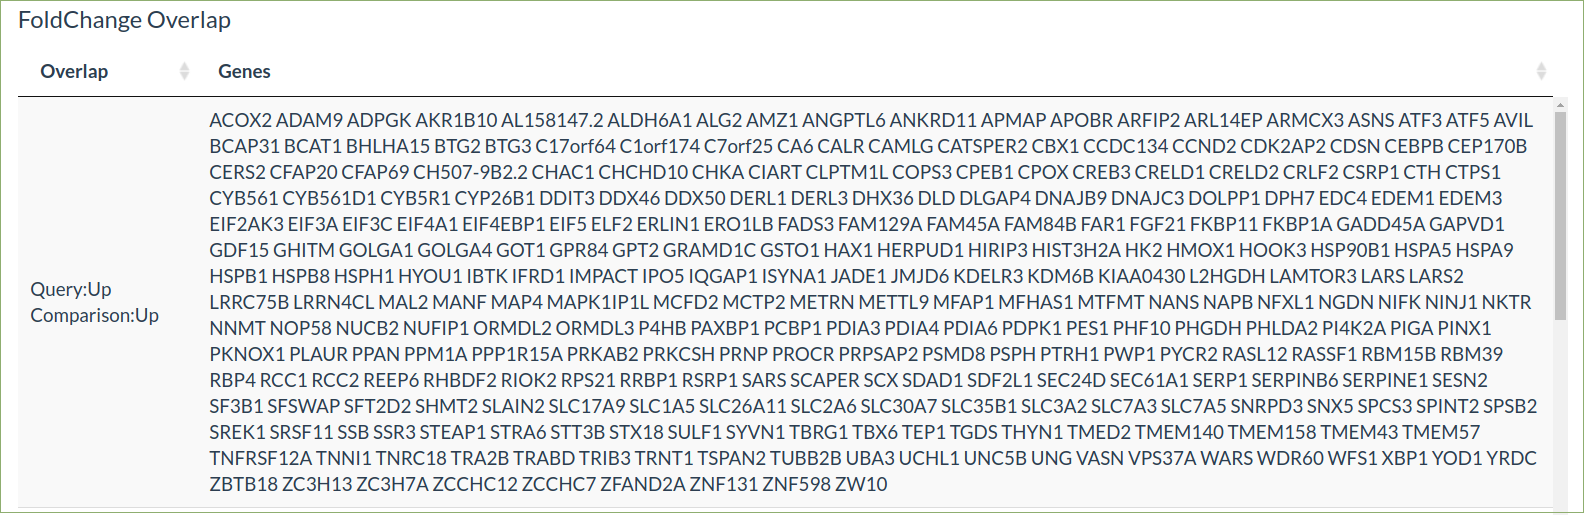 FoldChange Overlap
Overlap Genes
ACOX2 ADAM9 ADPGK AKR1B10 AL158147.2 ALDH6A1 ALG2 AMZ1 ANGPTL6 ANKRD11 APMAP APOBR ARFIP2 ARL14EP ARMCX3 ASNS ATF3 ATF5 AVIL
BCAP31 BCAT1 BHLHA15 BTG2 BTG3 C17orf64 C1orf174 C7orf25 CA6 CALR CAMLG CATSPER2 CBX1 CCDC134 CCND2 CDK2AP2 CDSN CEBPB CEP170B
CERS2 CFAP20 CFAP69 CH507-9B2.2 CHAC1 CHCHD10 CHKA CIART CLPTM1L COPS3 CPEB1 CPOX CREB3 CRELD1 CRELD2 CRLF2 CSRP1 CTH CTPS1
CYB561 CYB561D1 CYB5R1 CYP26B1 DDIT3 DDX46 DDX50 DERL1 DERL3 DHX36 DLD DLGAP4 DNAJB9 DNAJC3 DOLPP1 DPH7 EDC4 EDEM1 EDEM3
EIF2AK3 EIF3A EIF3C EIF4A1 EIF4EBP1 EIF5 ELF2 ERLIN1 ERO1LB FADS3 FAM129A FAM45A FAM84B FAR1 FGF21 FKBP11 FKBP1A GADD45A GAPVD1
GDF15 GHITM GOLGA1 GOLGA4 GOT1 GPR84 GPT2 GRAMD1C GSTO1 HAX1 HERPUD1 HIRIP3 HIST3H2A HK2 HMOX1 HOOK3 HSP90B1 HSPA5 HSPA9
HSPB1 HSPB8 HSPH1 HYOU1 IBTK IFRD1 IMPACT IPO5 IQGAP1 ISYNA1 JADE1 JMJD6 KDELR3 KDM6B KIAA0430 L2HGDH LAMTOR3 LARS LARS2
Query:Up
Comparison:Up
LRRC75B LRRN4CL MAL2 MANF MAP4 MAPK1IP1L MCFD2 MCTP2 METRN METTL9 MFAP1 MFHAS1 MTFMT NANS NAPB NFXL1 NGDN NIFK NINJ1 NKTR
NNMT NOP58 NUCB2 NUFIP1 ORMDL2 ORMDL3 P4HB PAXBP1 PCBP1 PDIA3 PDIA4 PDIA6 PDPK1 PES1 PHF10 PHGDH PHLDA2 PI4K2A PIGA PINX1
PKNOX1 PLAUR PPAN PPM1A PPP1R15A PRKAB2 PRKCSH PRNP PROCR PRPSAP2 PSMD8 PSPH PTRH1 PWP1 PYCR2 RASL12 RASSF1 RBM15B RBM39
RBP4 RCC1 RCC2 REEP6 RHBDF2 RIOK2 RPS21 RRBP1 RSRP1 SARS SCAPER SCX SDAD1 SDF2L1 SEC24D SEC61A1 SERP1 SERPINB6 SERPINE1 SESN2
SF3B1 SFSWAP SFT2D2 SHMT2 SLAIN2 SLC17A9 SLC1A5 SLC26A11 SLC2A6 SLC30A7 SLC35B1 SLC3A2 SLC7A3 SLC7A5 SNRPD3 SNX5 SPCS3 SPINT2 SPSB2
SREK1 SRSF11 SSB SSR3 STEAP1 STRA6 STT3B STX18 SULF1 SYVN1 TBRG1 TBX6 TEP1 TGDS THYN1 TMED2 TMEM140 TMEM158 TMEM43 TMEM57
TNFRSF12A TNNI1 TNRC18 TRA2B TRABD TRIB3 TRNT1 TSPAN2 TUBB2B UBA3 UCHL1 UNC5B UNG VASN VPS37A WARS WDR60 WFS1 XBP1 YOD1 YRDC
ZBTB18 ZC3H13 ZC3H7A ZCCHC12 ZCCHC7 ZFAND2A ZNF131 ZNF598 ZW10